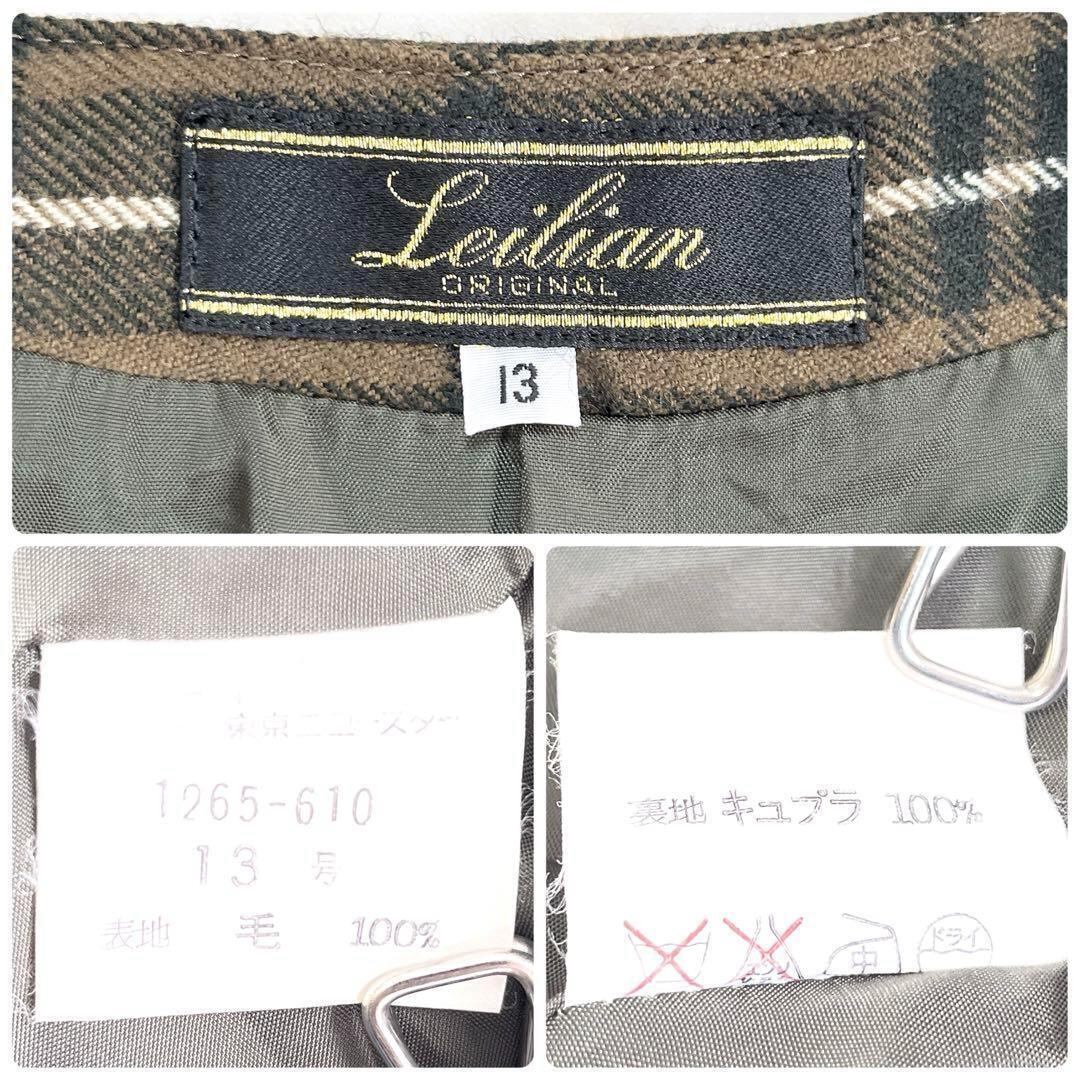 Leilian
ORIGINAL
13
東京ニュースター
1265-610
13 号
表地 毛 100%
裏地 キュプラ 100%
中 ドライ